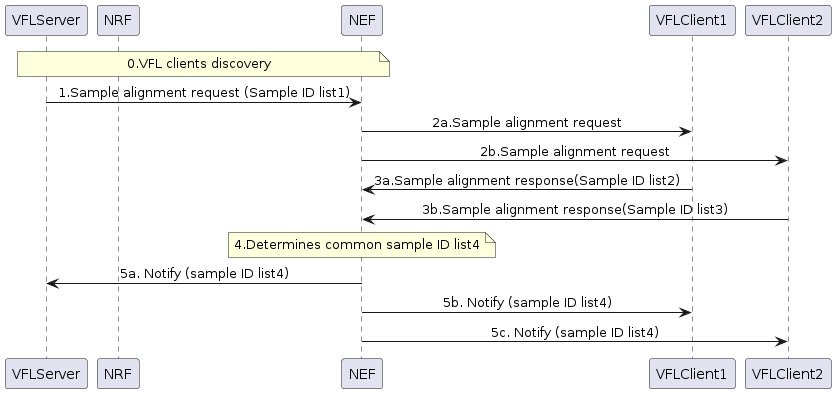 VFLServer NRF NEF VFLClient1 VFLClient2
0.VFL clients discovery
1.Sample alignment request (Sample ID list1)
2a.Sample alignment request
2b.Sample alignment request
3a.Sample alignment response(Sample ID list2)
3b.Sample alignment response(Sample ID list3)
4.Determines common sample ID list4
5a. Notify (sample ID list4)
5b. Notify (sample ID list4)
5c. Notify (sample ID list4)
VFLServer NRF NEF VFLClient1 VFLClient2